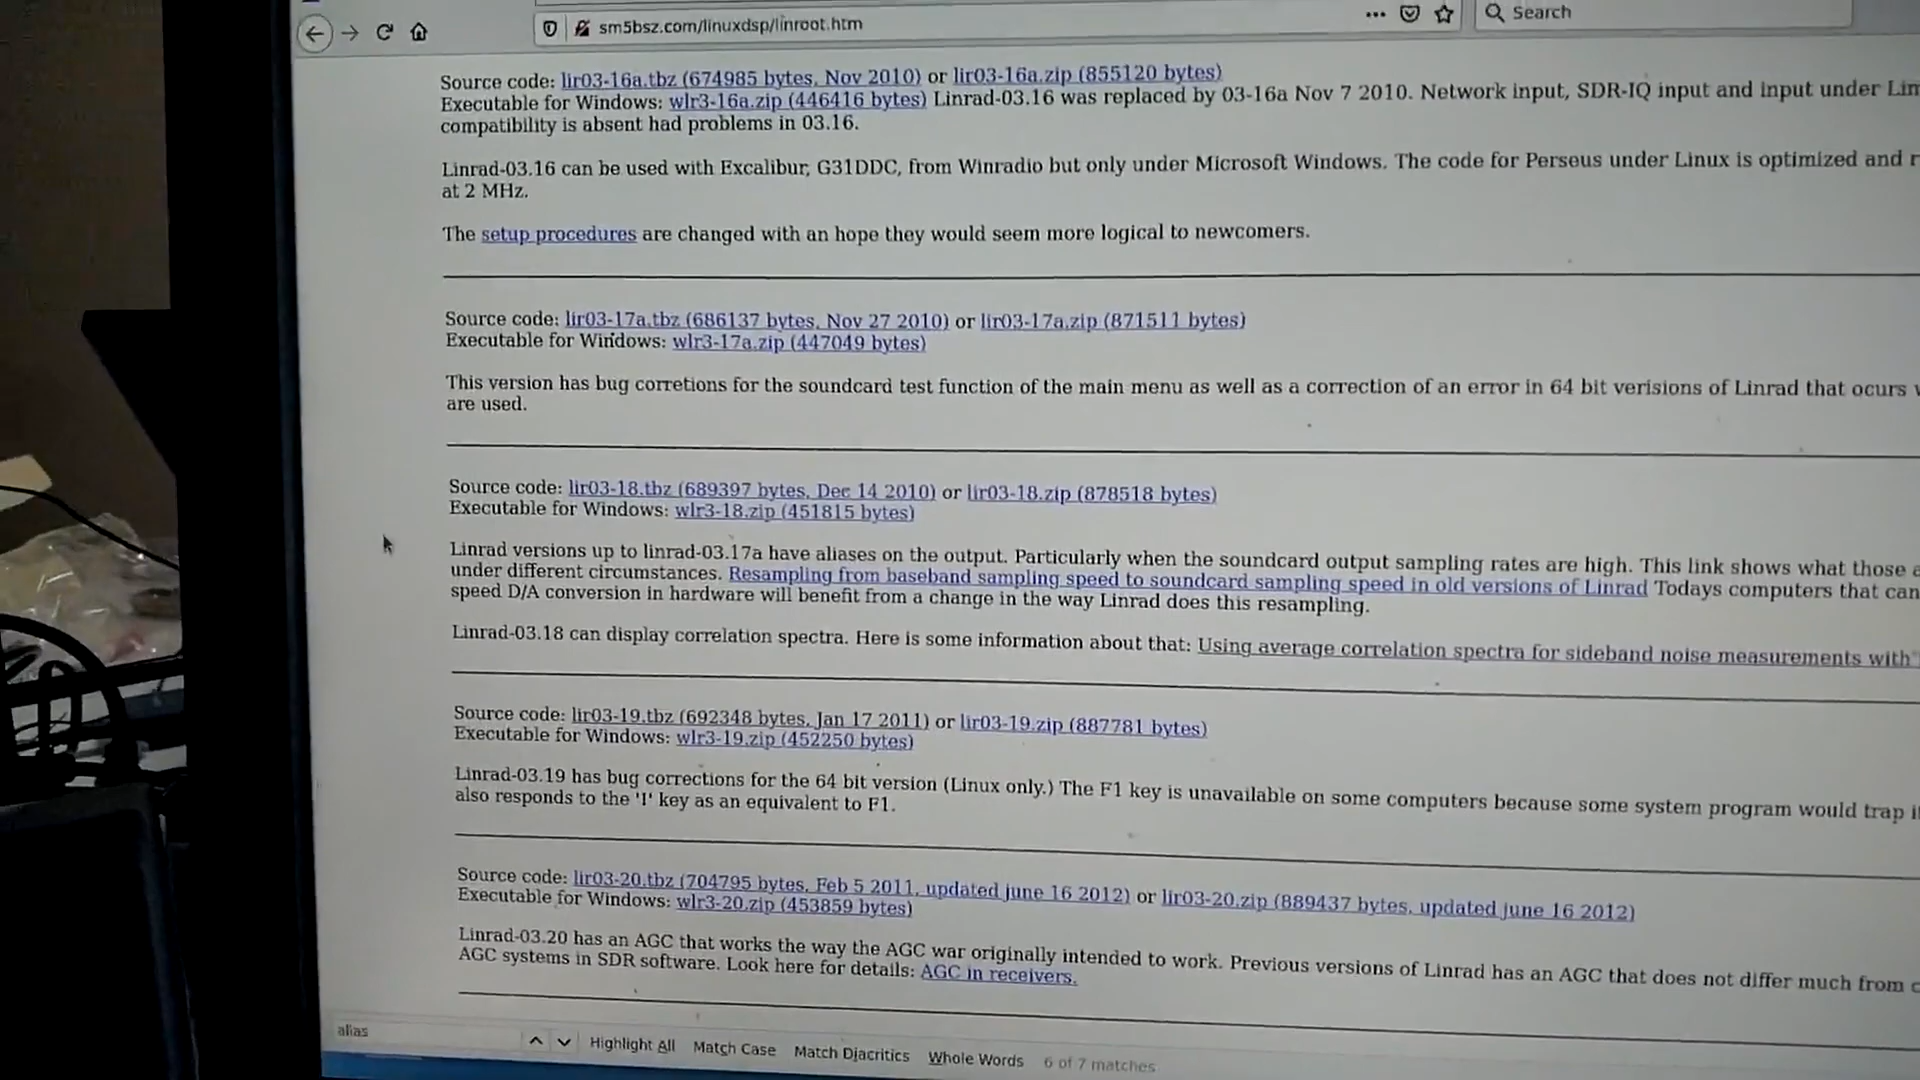 sm5bsz.com/linuxdsp/linroot.htm
Search
Source code: lir03-16a.tbz (674985 bytes, Nov 2010) or lir03-16a.zip (855120 bytes)
Executable for Windows: wlr3-16a.zip (446416 bytes) Linrad-03.16 was replaced by 03-16a Nov 7 2010. Network input, SDR-IQ input and input under
compatibility is absent had problems in 03.16.
Linrad-03.16 can be used with Excalibur, G31DDC, from Winradio but only under Microsoft Windows. The code for Perseus under Linux is optimized and
at 2 MHz.
The setup procedures are changed with an hope they would seem more logical to newcomers.
Source code: lir03-17a.tbz (686137 bytes, Nov 27 2010) or lir03-17a.zip (871511 bytes)
Executable for Windows: wlr3-17a.zip (447049 bytes)
This version has bug corretions for the soundcard test function of the main menu as well as a correction of an error in 64 bit verisions of Linrad that ocurs
are used.
Source code: lir03-18.tbz (689397 bytes, Dec 14 2010) or lir03-18.zip (878518 bytes)
Executable for Windows: wlr3-18.zip (451815 bytes)
Linrad versions up to linrad-03.17a have aliases on the output. Particularly when the soundcard output sampling rates are high. This link shows what those
under different circumstances. Resampling from baseband sampling speed to soundcard sampling speed in old versions of Linrad Todays computers that can
speed D/A conversion in hardware will benefit from a change in the way Linrad does this resampling.
Linrad-03.18 can display correlation spectra. Here is some information about that: Using average correlation spectra for sideband noise measurements with
Source code: lir03-19.tbz (692348 bytes, Jan 17 2011) or lir03-19.zip (887781 bytes)
Executable for Windows: wlr3-19.zip (452250 bytes)
Linrad-03.19 has bug corrections for the 64 bit version (Linux only.) The F1 key is unavailable on some computers because some system program would trap
also responds to the '!' key as an equivalent to F1.
Source code: lir03-20.tbz (704795 bytes, Feb 5 2011, updated june 16 2012) or lir03-20.zip (889437 bytes, updated june 16 2012)
Executable for Windows: wlr3-20.zip (453859 bytes)
Linrad-03.20 has an AGC that works the way the AGC war originally intended to work. Previous versions of Linrad has an AGC that does not differ much from
AGC systems in SDR software. Look here for details: AGC in receivers.
alias
Highlight All Match Case Match Diacritics Whole Words 6 of 7 matches